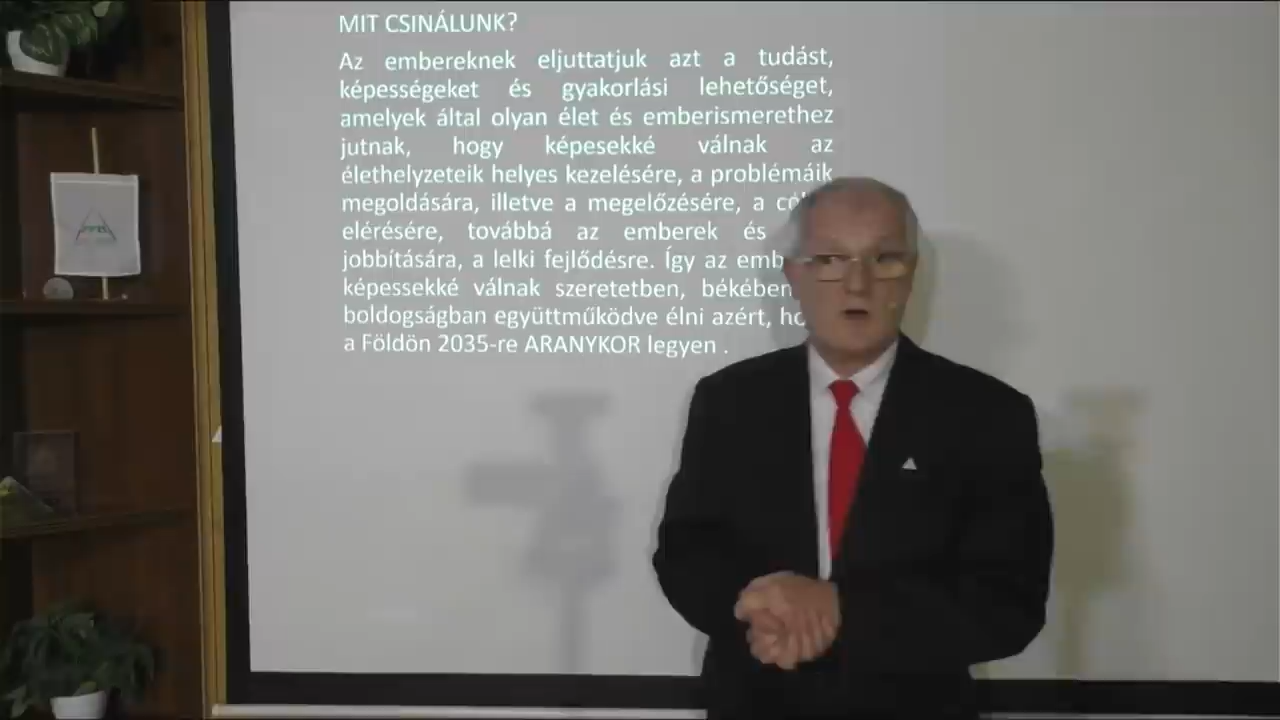 MIT CSINÁLUNK?
Az embereknek eljuttatjuk azt a tudást,
képességeket és gyakorlási lehetőséget,
amelyek által olyan élet és emberismerethez
jutnak, hogy képesekké válnak az
élethelyzeteik helyes kezelésére, a problémáik
megoldására, illetve a megelőzésére, a
elérésére, továbbá az emberek és
jobbítására, a lelki fejlődésre. Így az emb
képessekké válnak szeretetben, békében
boldogságban együttműködve élni azért, ho
a Földön 2035-re ARANYKOR legyen .